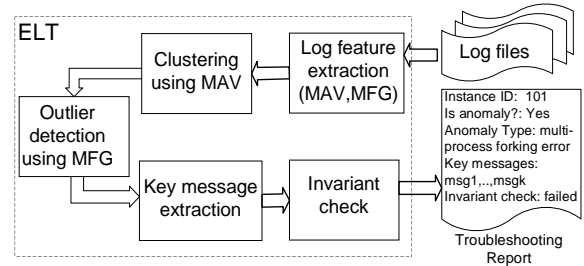 ELT
Clustering
using MAV
Log feature
extraction
(MAV,MFG)
Log files
Outlier
detection
using MFG
Key message
extraction
Invariant
check
Instance ID: 101
Is anomaly?: Yes
Anomaly Type: multi-
process forking error
Key messages:
msg1,..,msgk
Invariant check: failed
Troubleshooting
Report